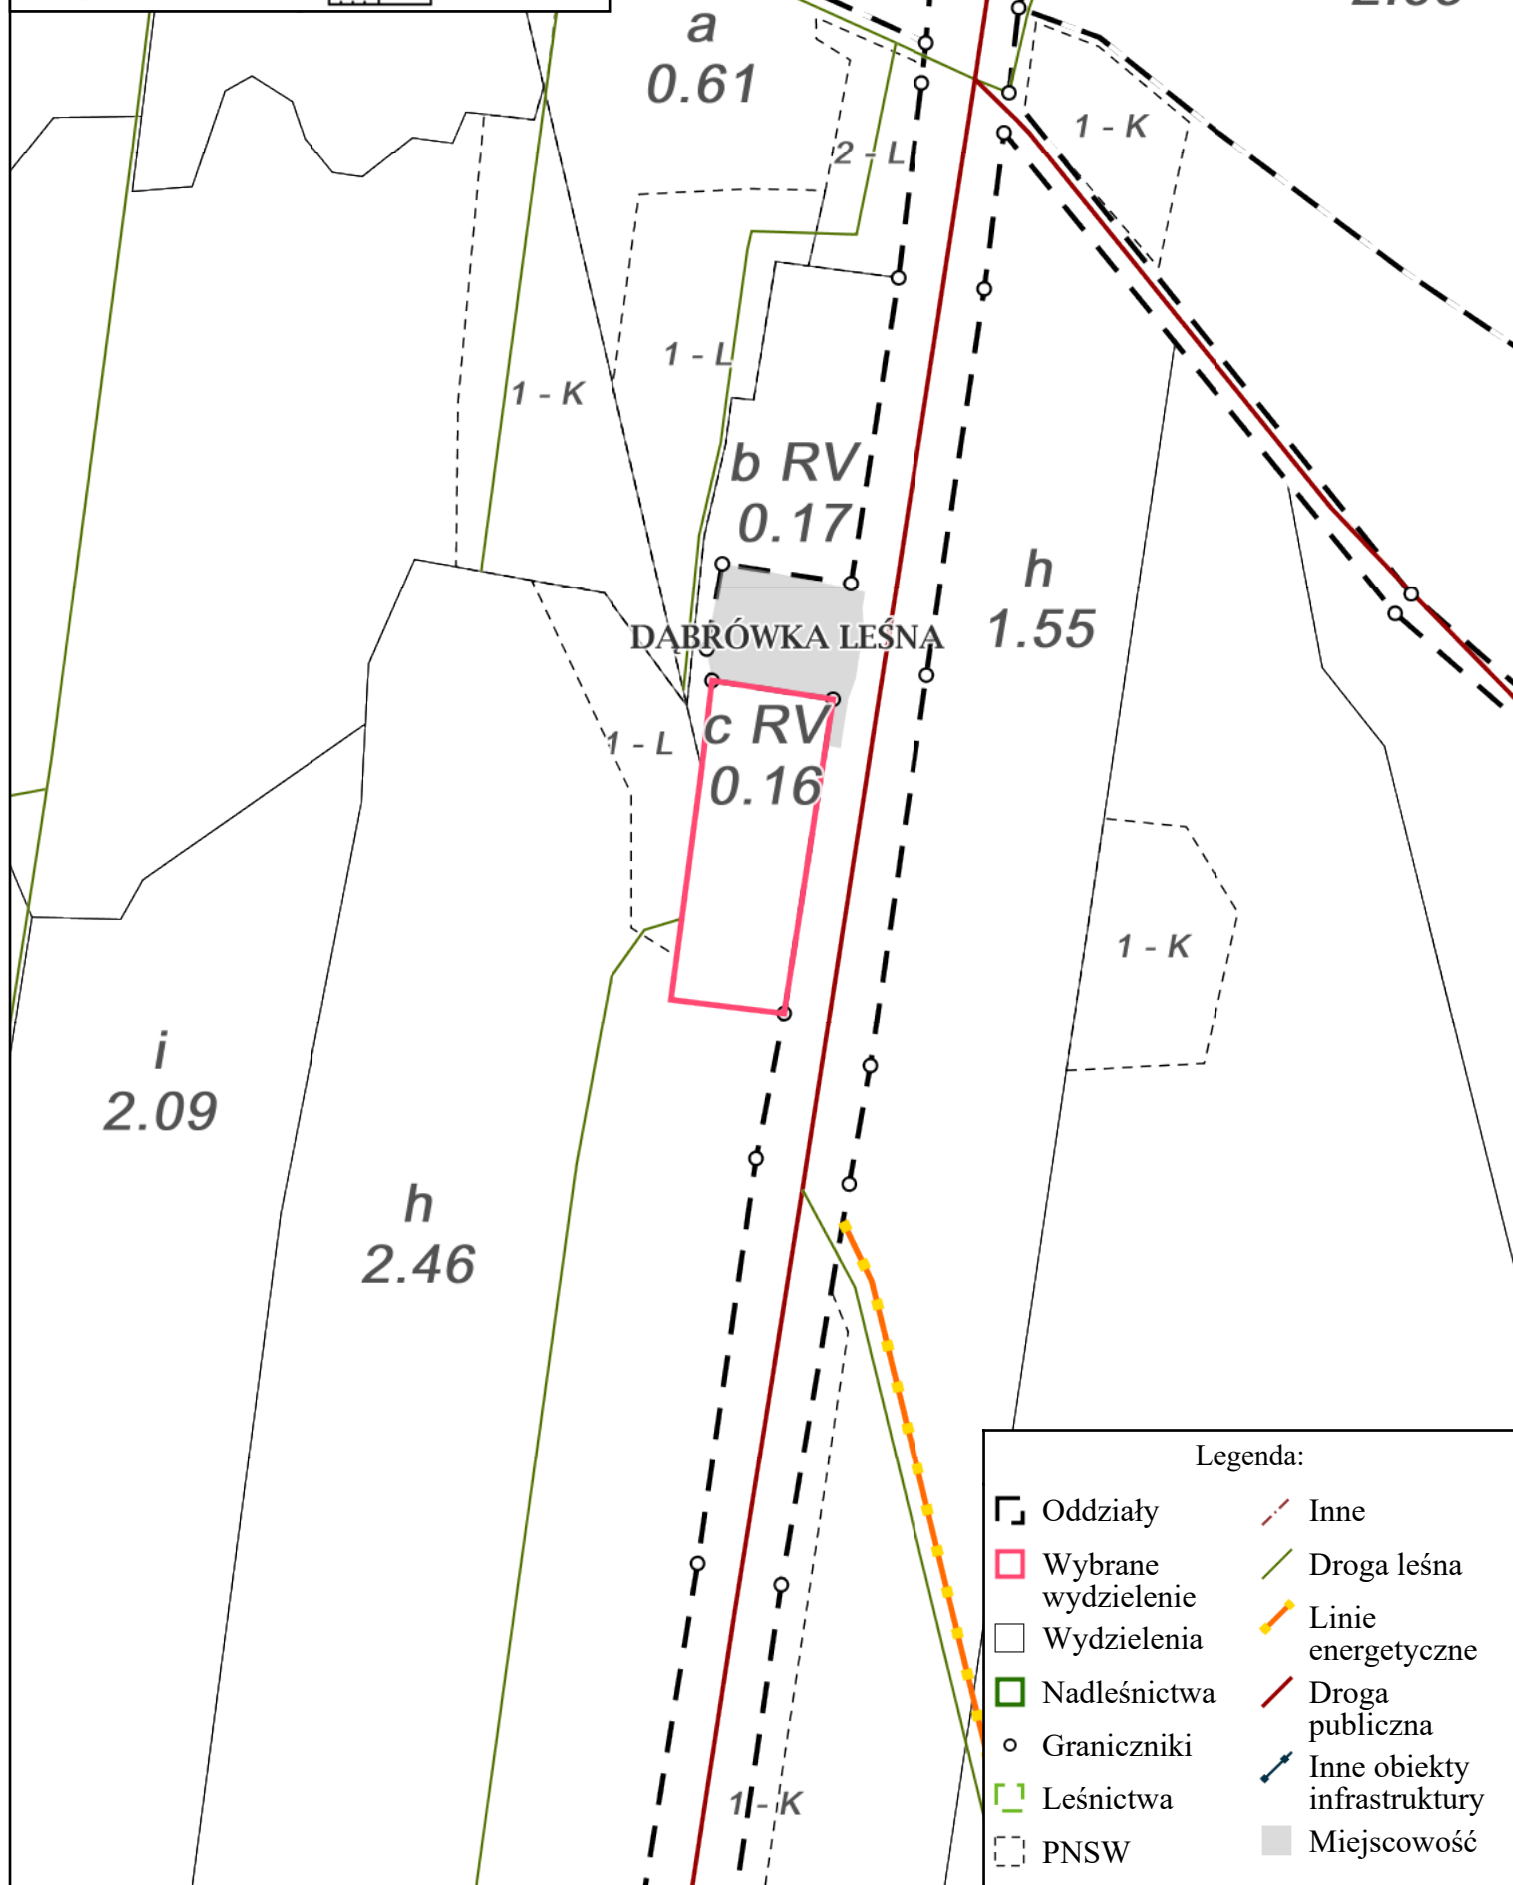 a
0.61
1 - K
2 - L
1 - L
1 - K
b RV
0.17
h
1.55
DĄBRÓWKA LEŚNA
c RV
0.16
1 - L
1 - K
i
2.09
h
2.46
1 - K
Legenda:
Oddziały
Wybrane
wydzielenie
Wydzielenia
Nadleśnictwa
Graniczniki
Leśnictwa
PNSW
Inne
Droga leśna
Linie
energetyczne
Droga
publiczna
Inne obiekty
infrastruktury
Miejscowość